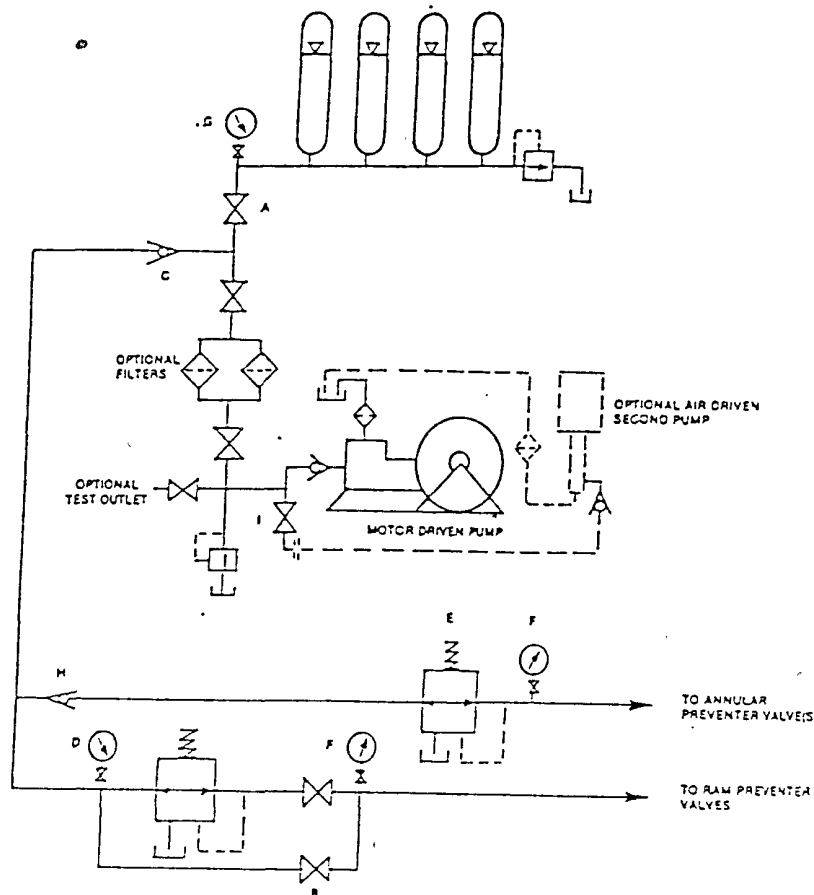 G
A
C
OPTIONAL
FILTERS
OPTIONAL AIR DRIVEN
SECOND PUMP
OPTIONAL
TEST OUTLET
I
MOTOR DRIVEN PUMP
E
F
H
TO ANNULAR
PREVENTER VALVES
D
F
TO RAM PREVENTER
VALVES
B